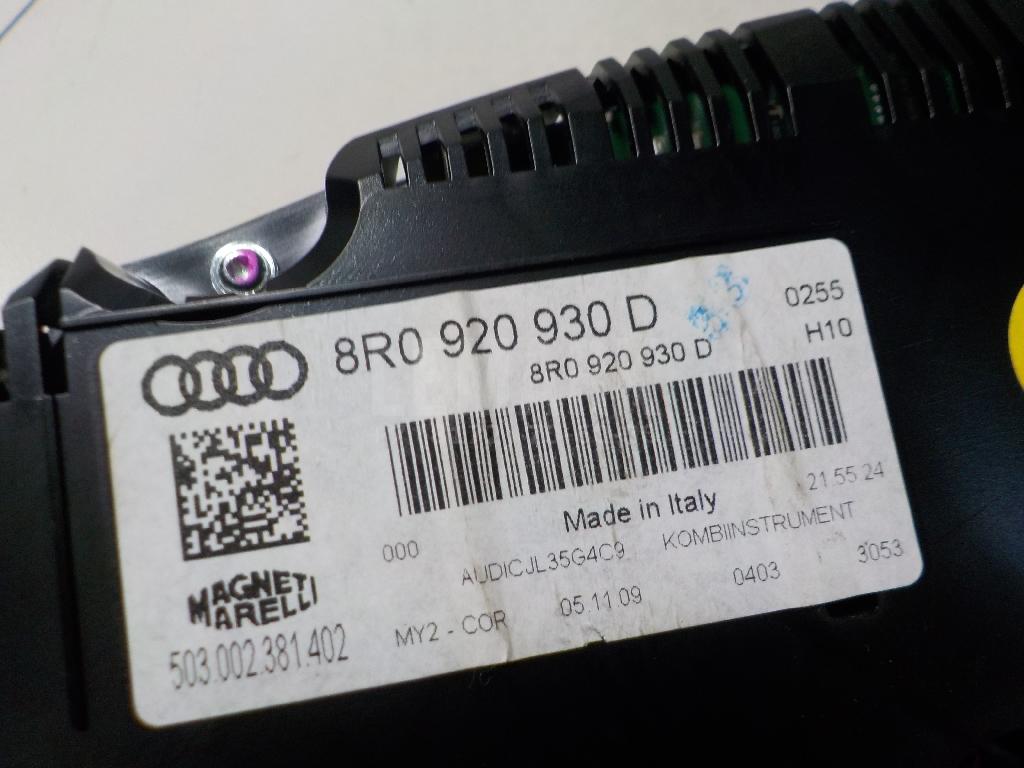 8R0 920 930 D
0255
8R0 920 930 D
H10
21.55.24
Made in Italy
000
AUDICJL35G4C9
KOMBIINSTRUMENT
MAGNETI
MARELLI
503.002.381.402
MY2 - COR
05.11.09
0403
3053